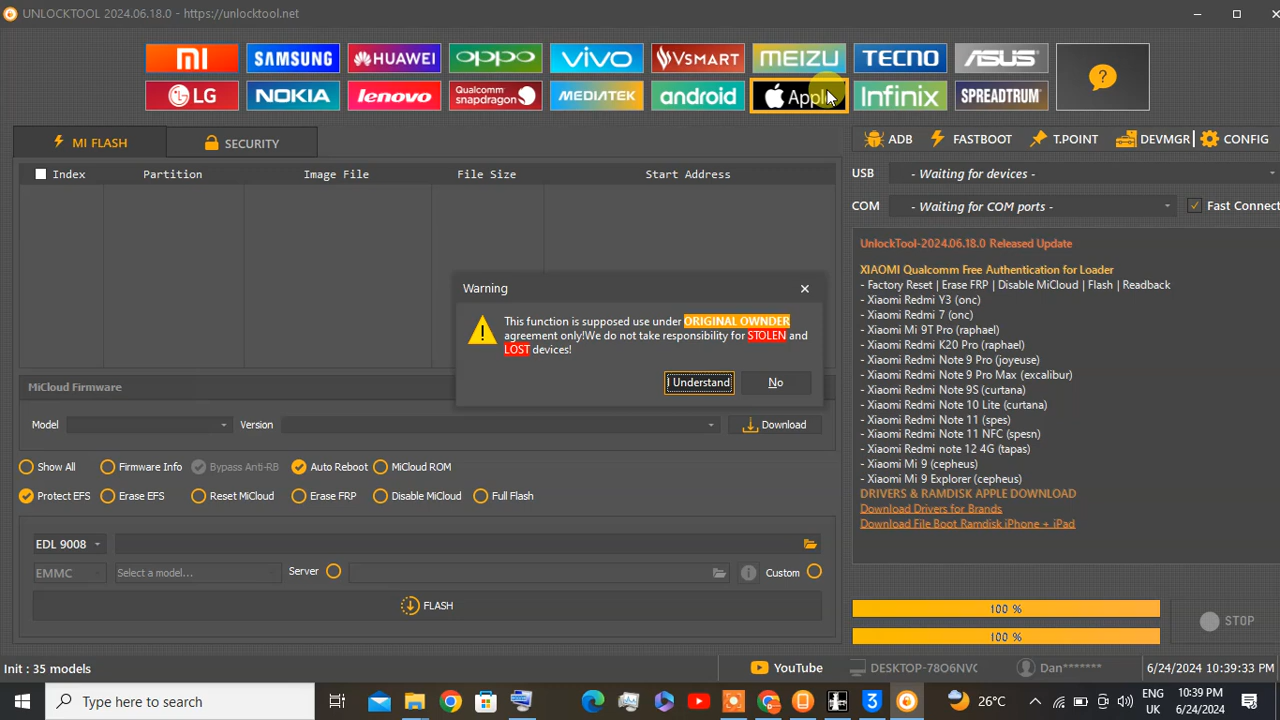 UNLOCKTOOL 2024.06.18.0 - https://unlocktool.net
MI SAMSUNG HUAWEI oppo vivo VSMART MEIZU TECNO ASUS ?
LG NOKIA lenovo Qualcomm snapdragon MEDIATEK android Apple Infinix SPREADTRUM
MI FLASH SECURITY
ADB FASTBOOT T.POINT DEVMGR CONFIG
Index Partition Image File File Size Start Address
USB - Waiting for devices -
COM - Waiting for COM ports - Fast Connect
UnlockTool-2024.06.18.0 Released Update
XIAOMI Qualcomm Free Authentication for Loader
- Factory Reset | Erase FRP | Disable MiCloud | Flash | Readback
- Xiaomi Redmi Y3 (onc)
- Xiaomi Redmi 7 (onc)
- Xiaomi Mi 9T Pro (raphael)
- Xiaomi Redmi K20 Pro (raphael)
- Xiaomi Redmi Note 9 Pro (joyeuse)
- Xiaomi Redmi Note 9 Pro Max (excalibur)
- Xiaomi Redmi Note 9S (curtana)
- Xiaomi Redmi Note 10 Lite (curtana)
- Xiaomi Redmi Note 11 (spes)
- Xiaomi Redmi Note 11 NFC (spesn)
- Xiaomi Redmi note 12 4G (tapas)
- Xiaomi Mi 9 (cepheus)
- Xiaomi Mi 9 Explorer (cepheus)
DRIVERS & RAMDISK APPLE DOWNLOAD
Download Drivers for Brands
Download File Boot Ramdisk iPhone + iPad
Warning
This function is supposed use under ORIGINAL OWNDER
agreement only!We do not take responsibility for STOLEN and
LOST devices!
I Understand No
MiCloud Firmware
Model Version Download
Show All Firmware Info Bypass Anti-RB Auto Reboot MiCloud ROM
Protect EFS Erase EFS Reset MiCloud Erase FRP Disable MiCloud Full Flash
EDL 9008
EMMC Select a model... Server Custom
FLASH
100 %
100 %
STOP
Init : 35 models
YouTube DESKTOP-78O6NVC Dan******* 6/24/2024 10:39:33 PM
Type here to search
3
26°C
ENG
UK
10:39 PM
6/24/2024